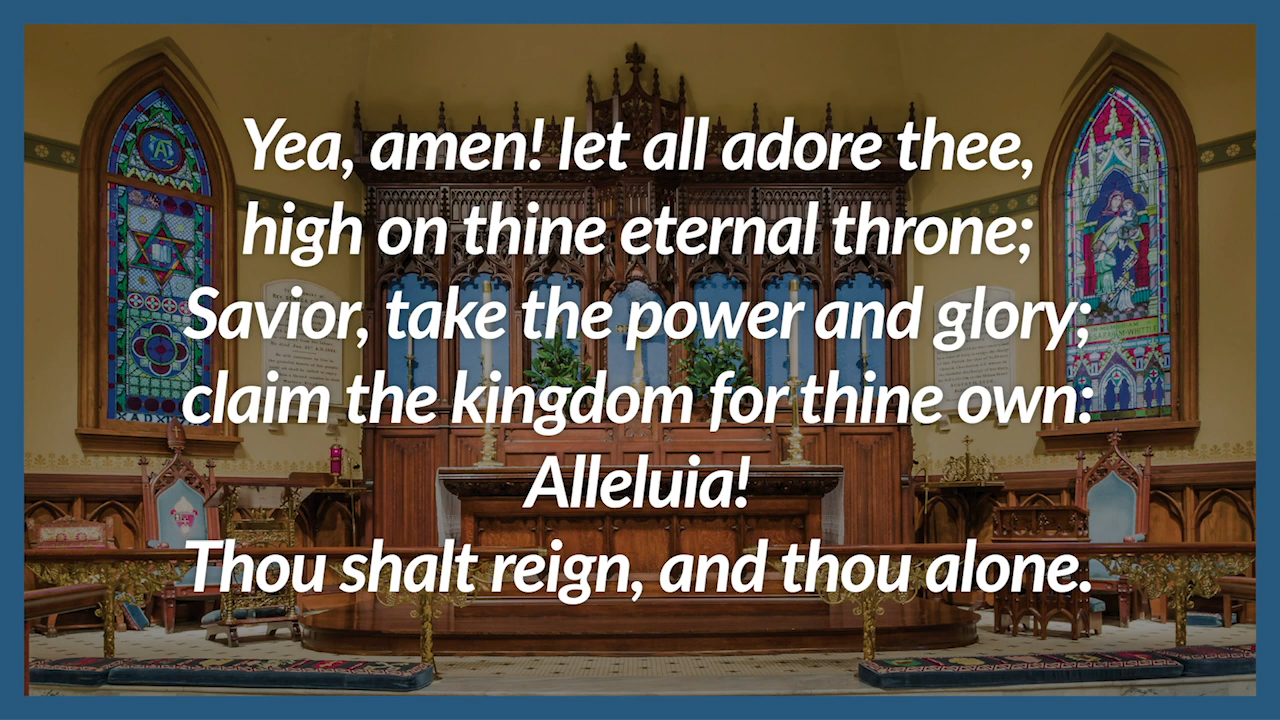 Yea, amen! let all adore thee,
high on thine eternal throne;
Savior, take the power and glory;
claim the kingdom for thine own:
Alleluia!
Thou shalt reign, and thou alone.